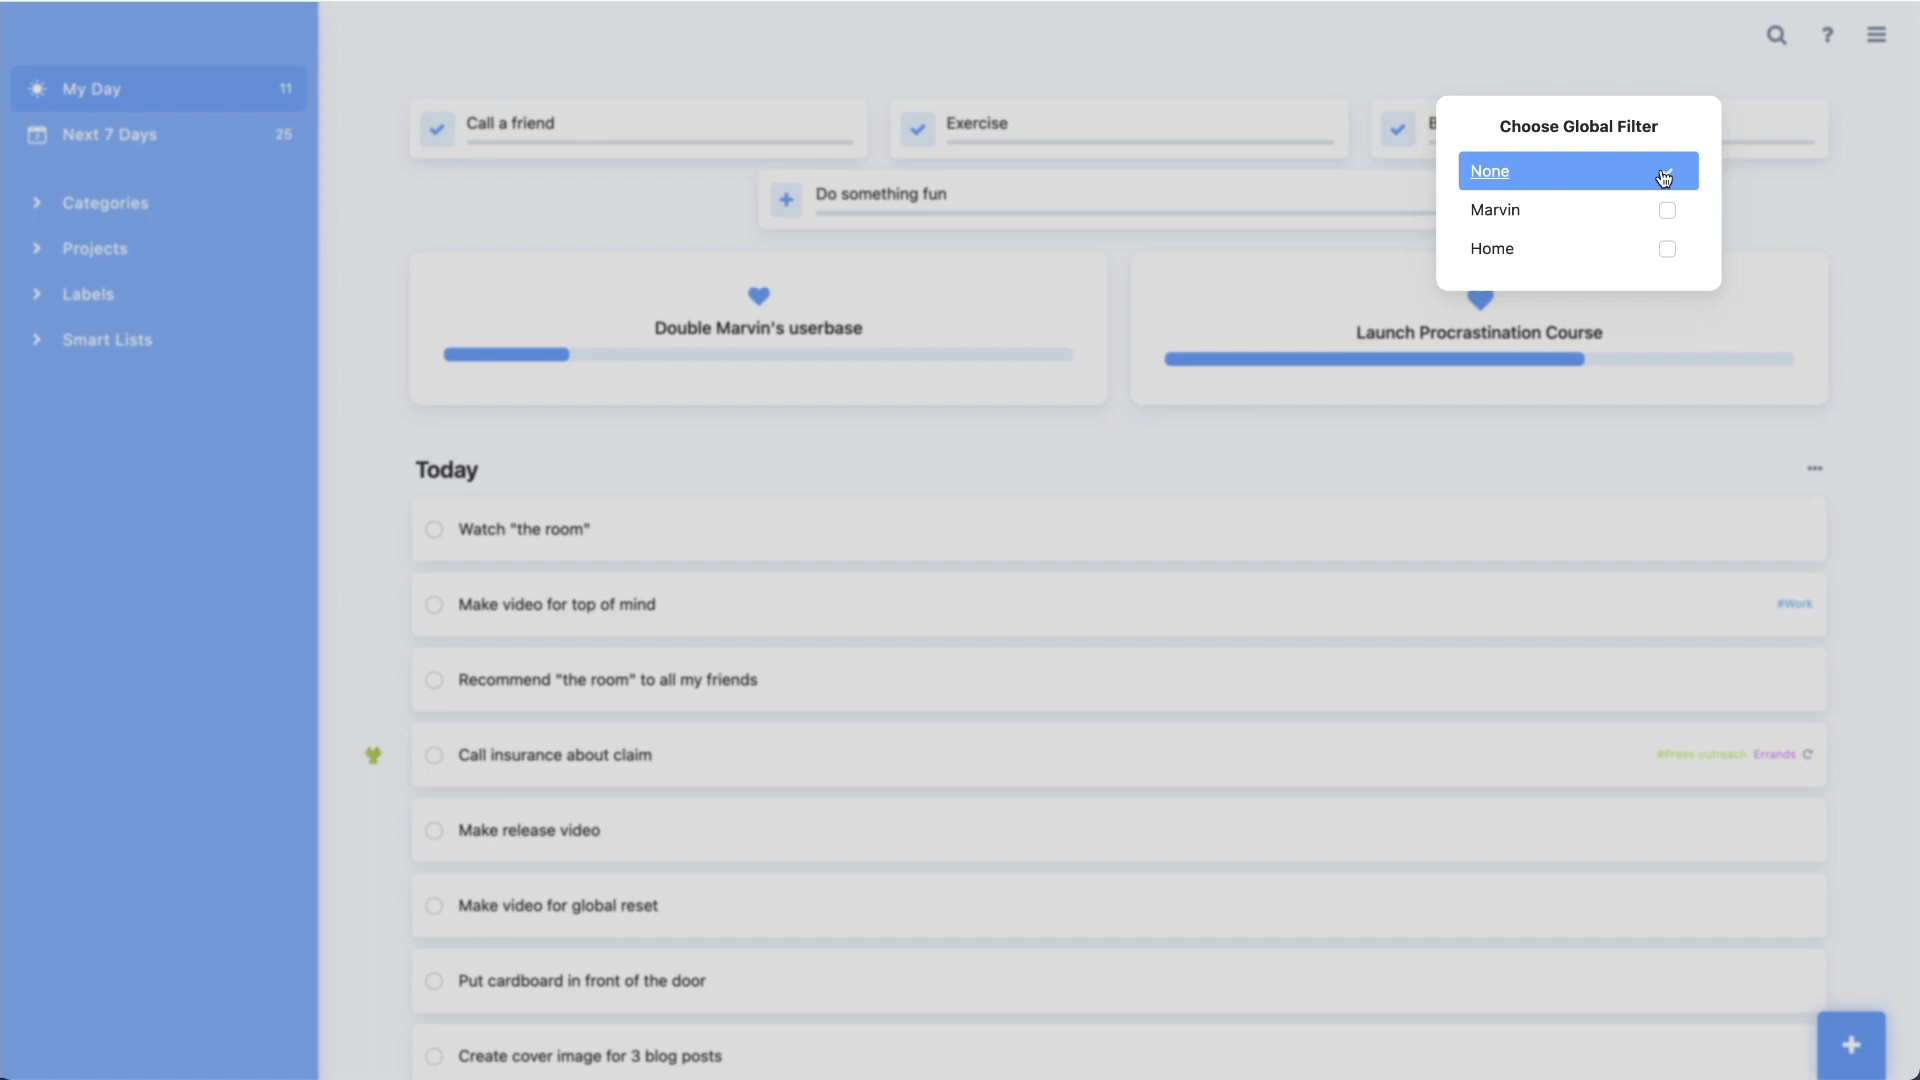 My Day 11
Next 7 Days 25
Categories
Projects
Labels
Smart Lists
?
Call a friend
Exercise
Do something fun
Choose Global Filter
None
Marvin
Home
Double Marvin's userbase
Launch Procrastination Course
Today
Watch "the room"
Make video for top of mind #Work
Recommend "the room" to all my friends
Call insurance about claim #Press outreach Errands
Make release video
Make video for global reset
Put cardboard in front of the door
Create cover image for 3 blog posts